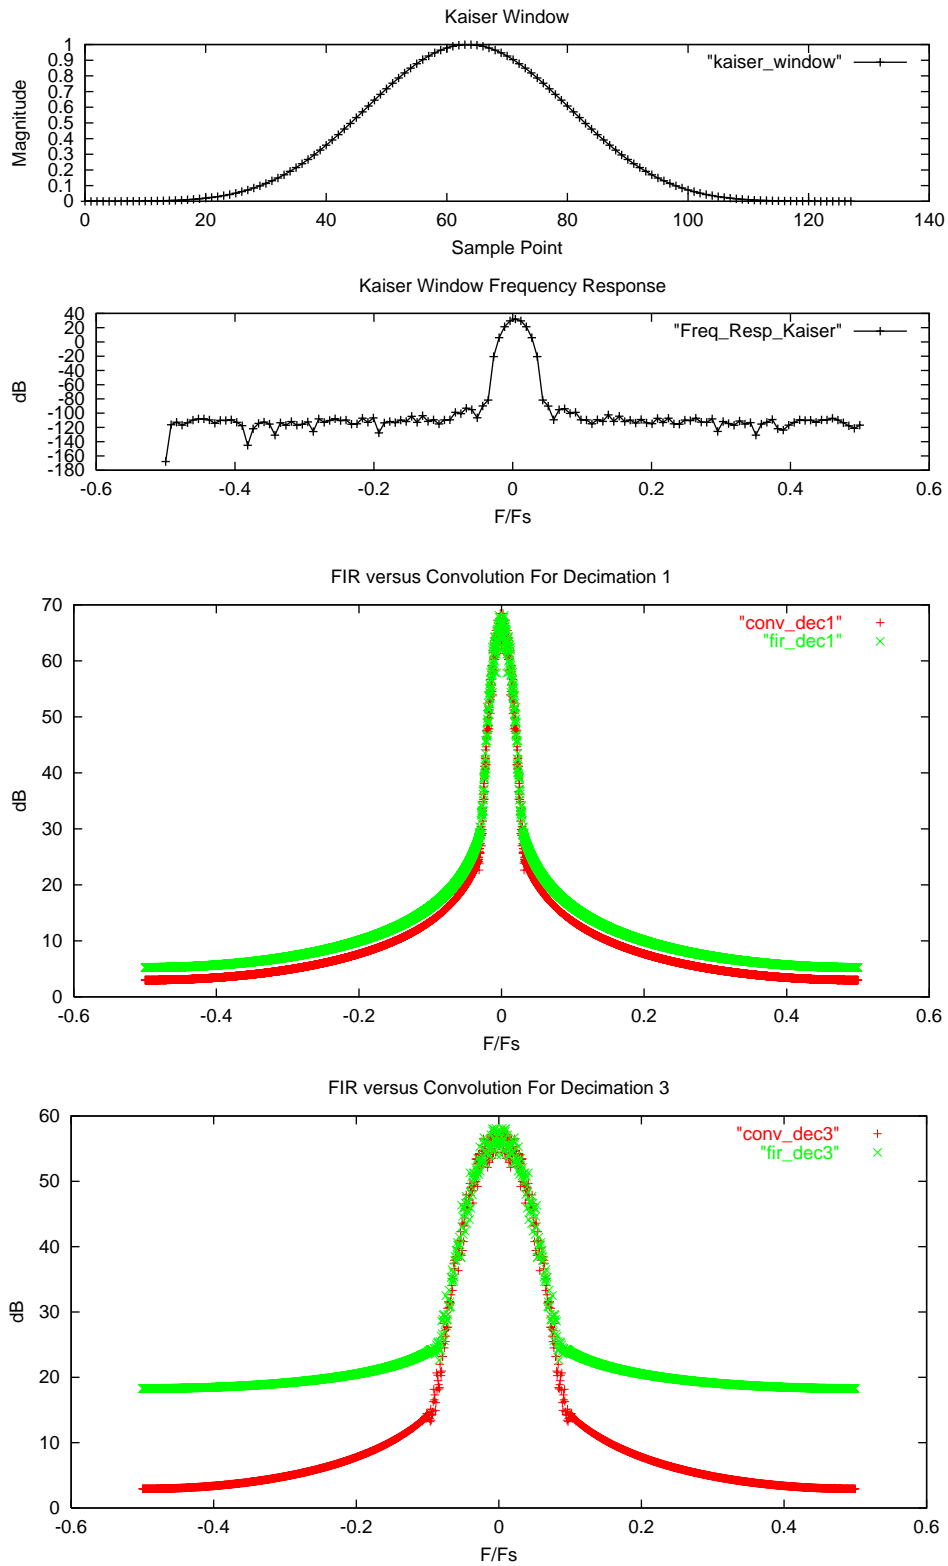 Kaiser Window
1
0.9
0.8
0.7
0.6
0.5
0.4
0.3
0.2
0.1
0
Magnitude
"kaiser_window"
0 20 40 60 80 100 120 140
Sample Point
Kaiser Window Frequency Response
40
20
0
-20
-40
-60
-80
-100
-120
-140
-160
-180
dB
"Freq_Resp_Kaiser"
-0.6 -0.4 -0.2 0 0.2 0.4 0.6
F/Fs
FIR versus Convolution For Decimation 1
70
60
50
40
30
20
10
0
dB
"conv_dec1"
"fir_dec1"
-0.6 -0.4 -0.2 0 0.2 0.4 0.6
F/Fs
FIR versus Convolution For Decimation 3
60
50
40
30
20
10
0
dB
"conv_dec3"
"fir_dec3"
-0.6 -0.4 -0.2 0 0.2 0.4 0.6
F/Fs